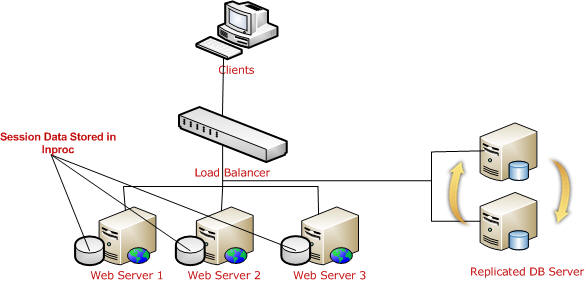 Clients
Session Data Stored in
Inproc
Load Balancer
Web Server 1
Web Server 2
Web Server 3
Replicated DB Server